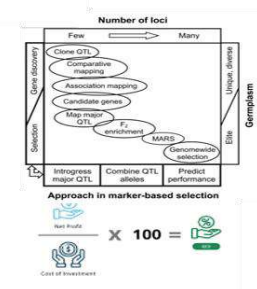 Number of loci
Few
Many
Gene discovery
Selection
Clone QTL
Comparative
mapping
Association mapping
Candidate genes
Map major
QTL
F2
enrichment
MARS
Genomewide
selection
Unique, diverse
Elite
Germplasm
Introgress
major QTL
Combine QTL
alleles
Predict
performance
Approach in marker-based selection
Net Profit
X 100 =
%
Cost of Investment